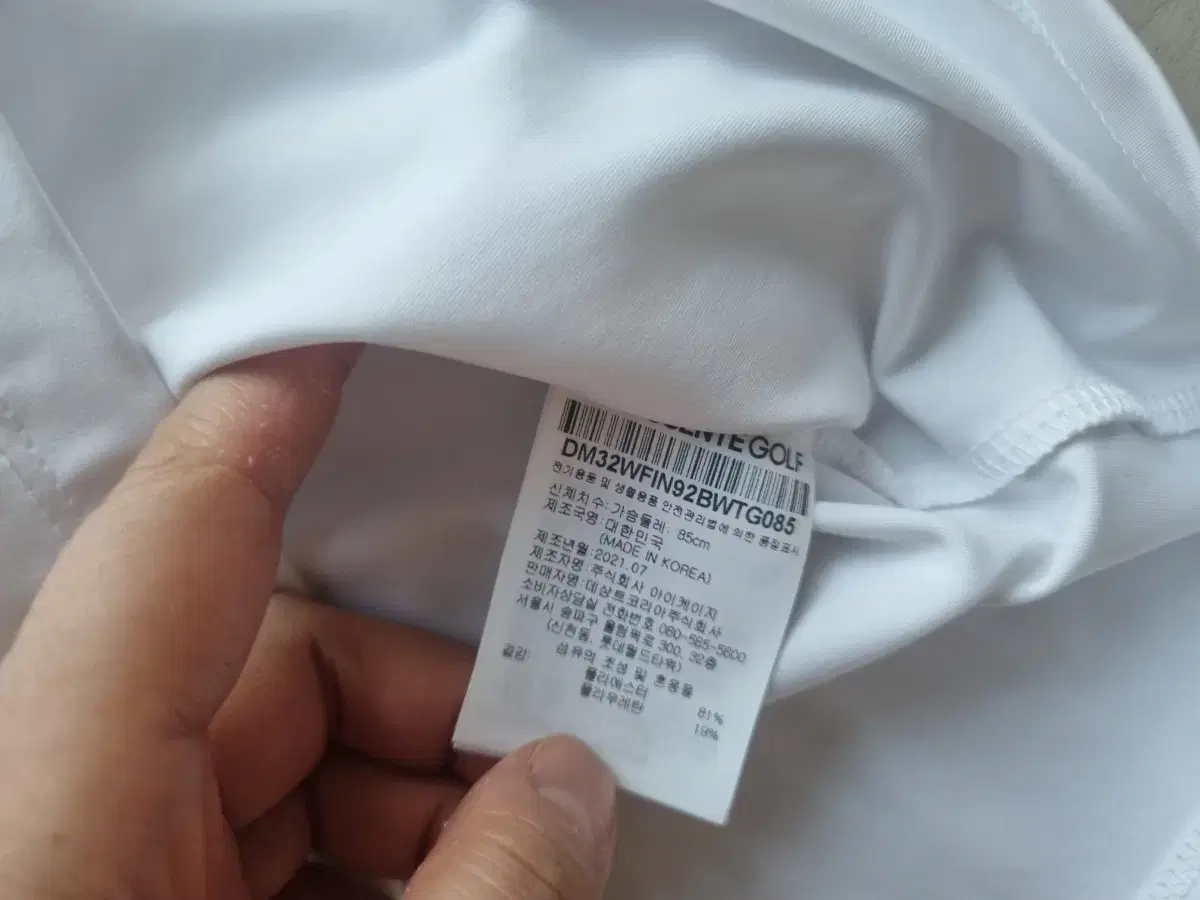 CENTE GOLF
DM32WFIN92BWTG085
전기용품 및 생활용품 안전관리법에 의한 품질표시
신체치수: 가슴둘레: 85cm
제조국명: 대한민국
(MADE IN KOREA)
제조년월: 2021.07
제조자명: 주식회사 아이케이지
판매자명: 데상트코리아주식회사
소비자상담실 전화번호 080-565-5600
서울시 송파구 올림픽로 300, 32층
(신천동, 롯데월드타워)
섬유의 조성 및 혼용률
겉감:
폴리에스터 81%
폴리우레탄 19%